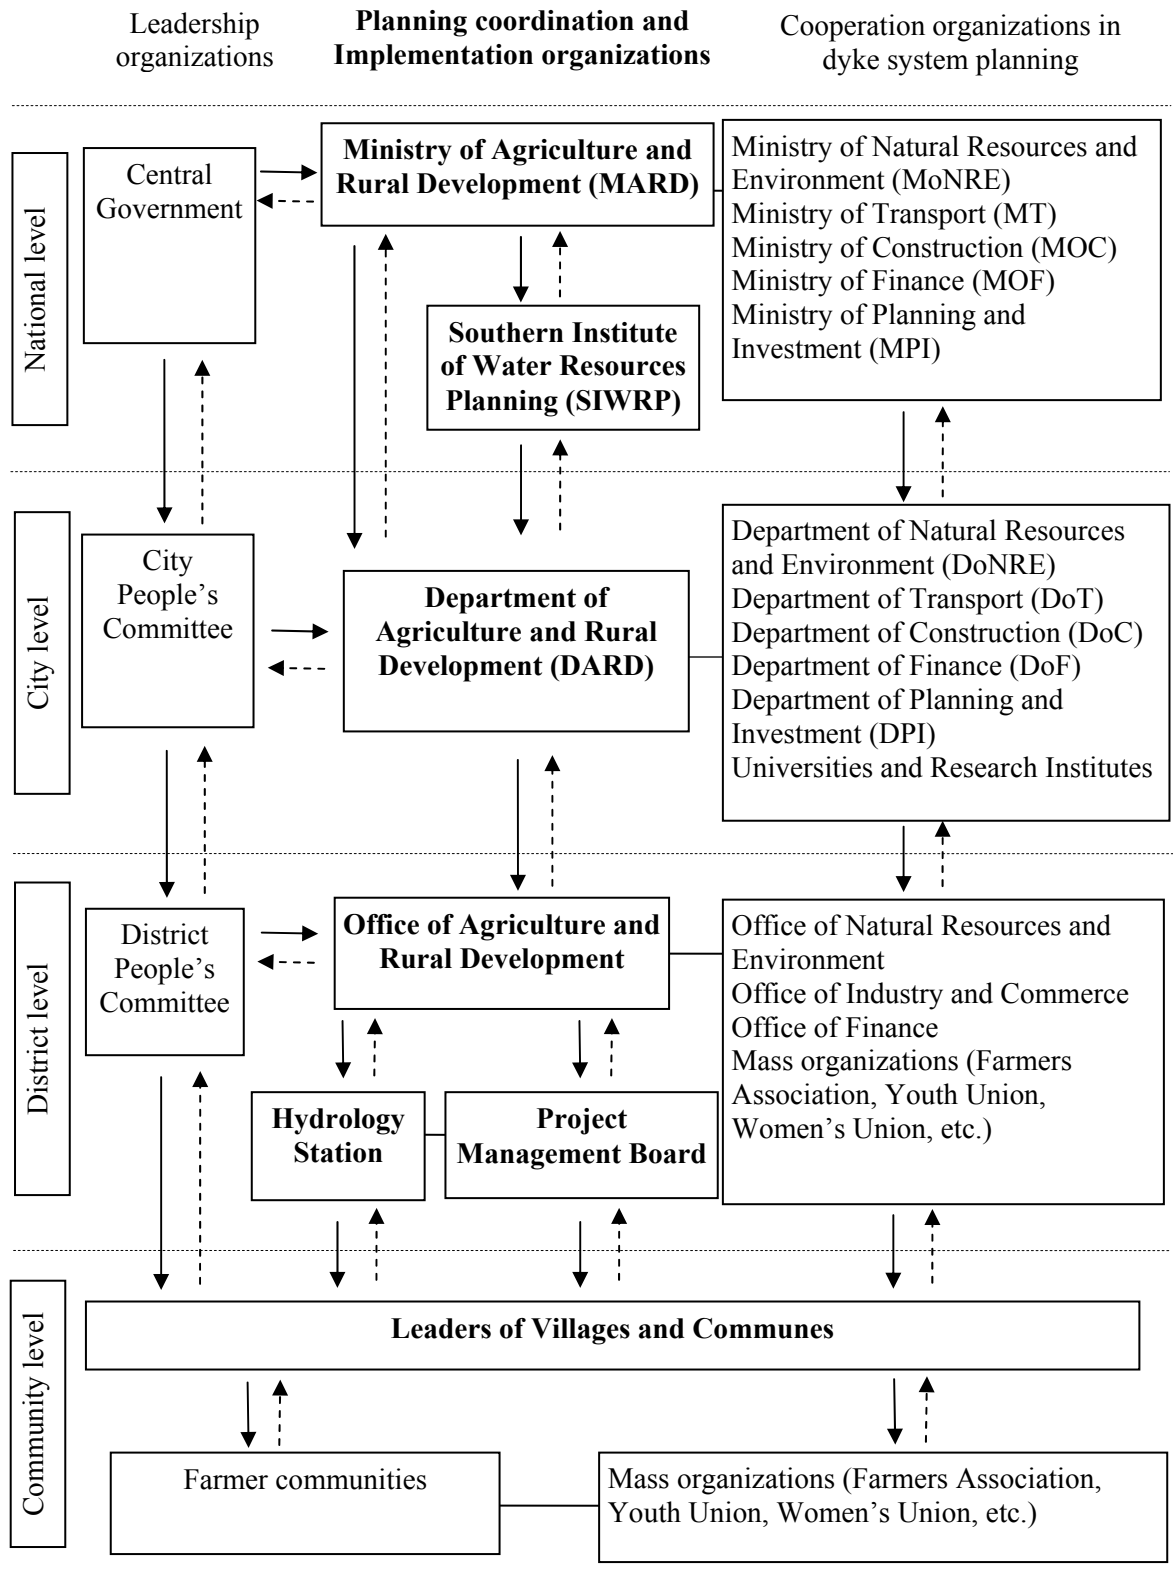 Leadership
organizations
Planning coordination and
Implementation organizations
Cooperation organizations in
dyke system planning
National level
Central
Government
Ministry of Agriculture and
Rural Development (MARD)
Southern Institute
of Water Resources
Planning (SIWRP)
Ministry of Natural Resources and
Environment (MoNRE)
Ministry of Transport (MT)
Ministry of Construction (MOC)
Ministry of Finance (MOF)
Ministry of Planning and
Investment (MPI)
City level
City
People’s
Committee
Department of
Agriculture and Rural
Development (DARD)
Department of Natural Resources
and Environment (DoNRE)
Department of Transport (DoT)
Department of Construction (DoC)
Department of Finance (DoF)
Department of Planning and
Investment (DPI)
Universities and Research Institutes
District level
District
People’s
Committee
Office of Agriculture and
Rural Development
Hydrology
Station
Project
Management Board
Office of Natural Resources and
Environment
Office of Industry and Commerce
Office of Finance
Mass organizations (Farmers
Association, Youth Union,
Women’s Union, etc.)
Community level
Leaders of Villages and Communes
Farmer communities
Mass organizations (Farmers Association,
Youth Union, Women’s Union, etc.)